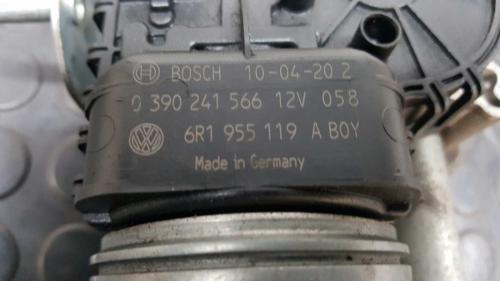 BOSCH 10-04-20 2
0 390 241 566 12V 058
6R1 955 119 A BOY
Made in Germany